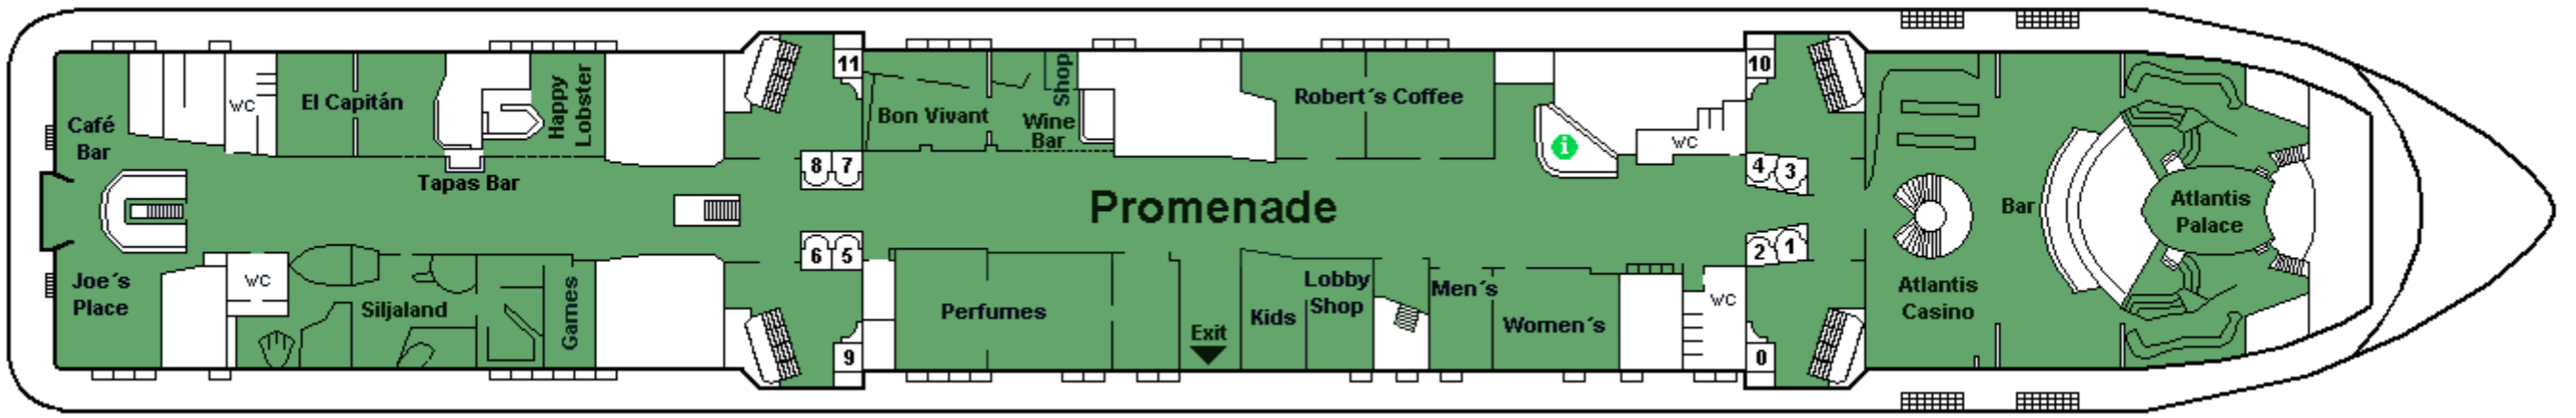 11
10
WC
El Capitán
Happy
Lobster
Shop
Bon Vivant
Wine
Bar
Robert´s Coffee
i
WC
Café
Bar
Tapas Bar
8
7
4
3
Promenade
Bar
Atlantis
Palace
6
5
2
1
Joe´s
Place
WC
Siljaland
Games
Perfumes
Exit
Kids
Lobby
Shop
Men´s
Women´s
WC
Atlantis
Casino
9
0